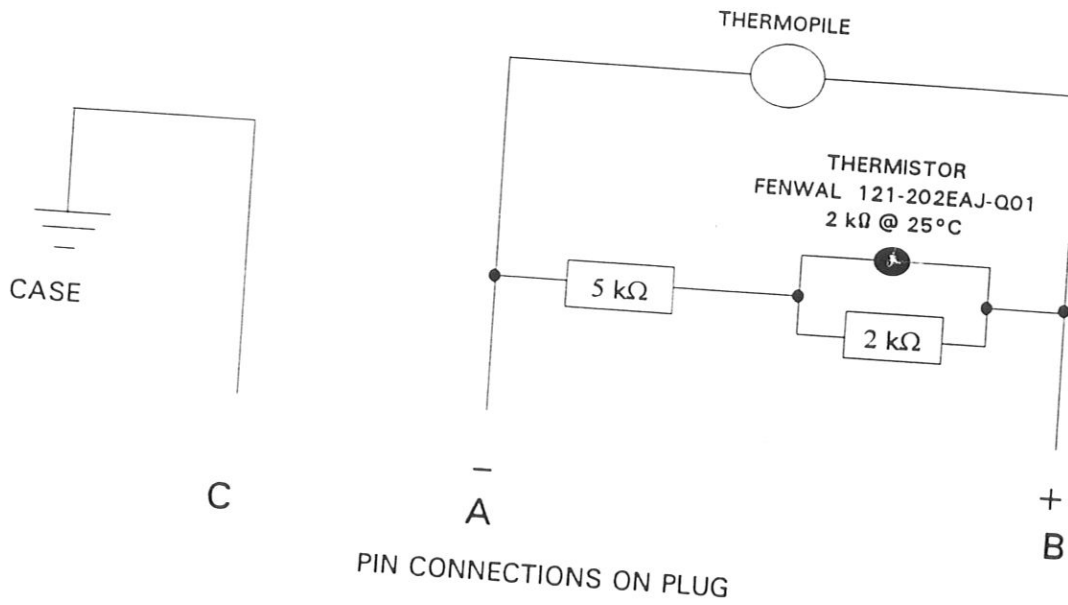 THERMOPILE
THERMISTOR
FENWAL 121-202EAJ-Q01
2 kΩ @ 25°C
CASE
5 kΩ
2 kΩ
−
+
C
A
B
PIN CONNECTIONS ON PLUG